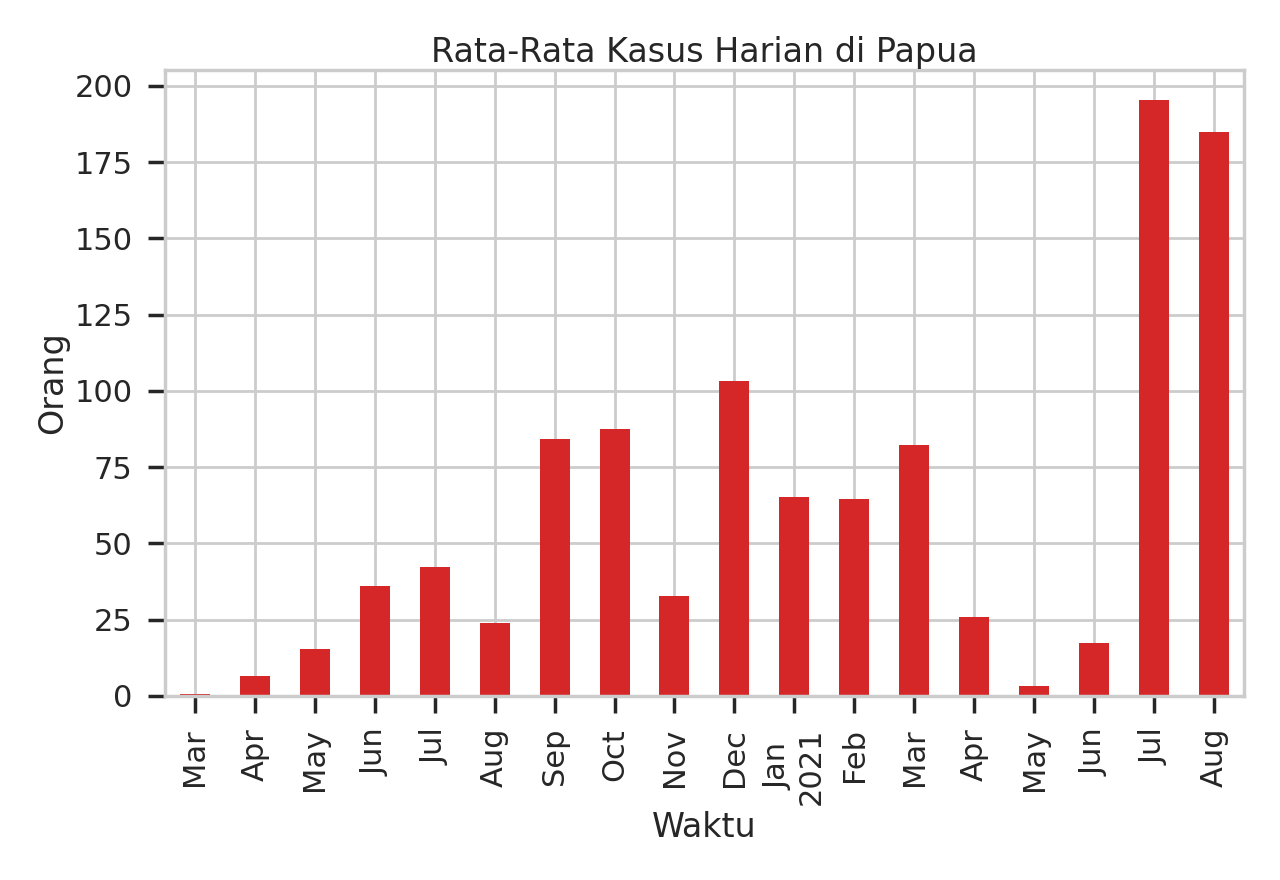 Rata-Rata Kasus Harian di Papua
200
175
150
125
100
75
50
25
0
Orang
Mar
Apr
May
Jun
Jul
Aug
Sep
Oct
Nov
Dec
Jan
2021
Feb
Mar
Apr
May
Jun
Jul
Aug
Waktu